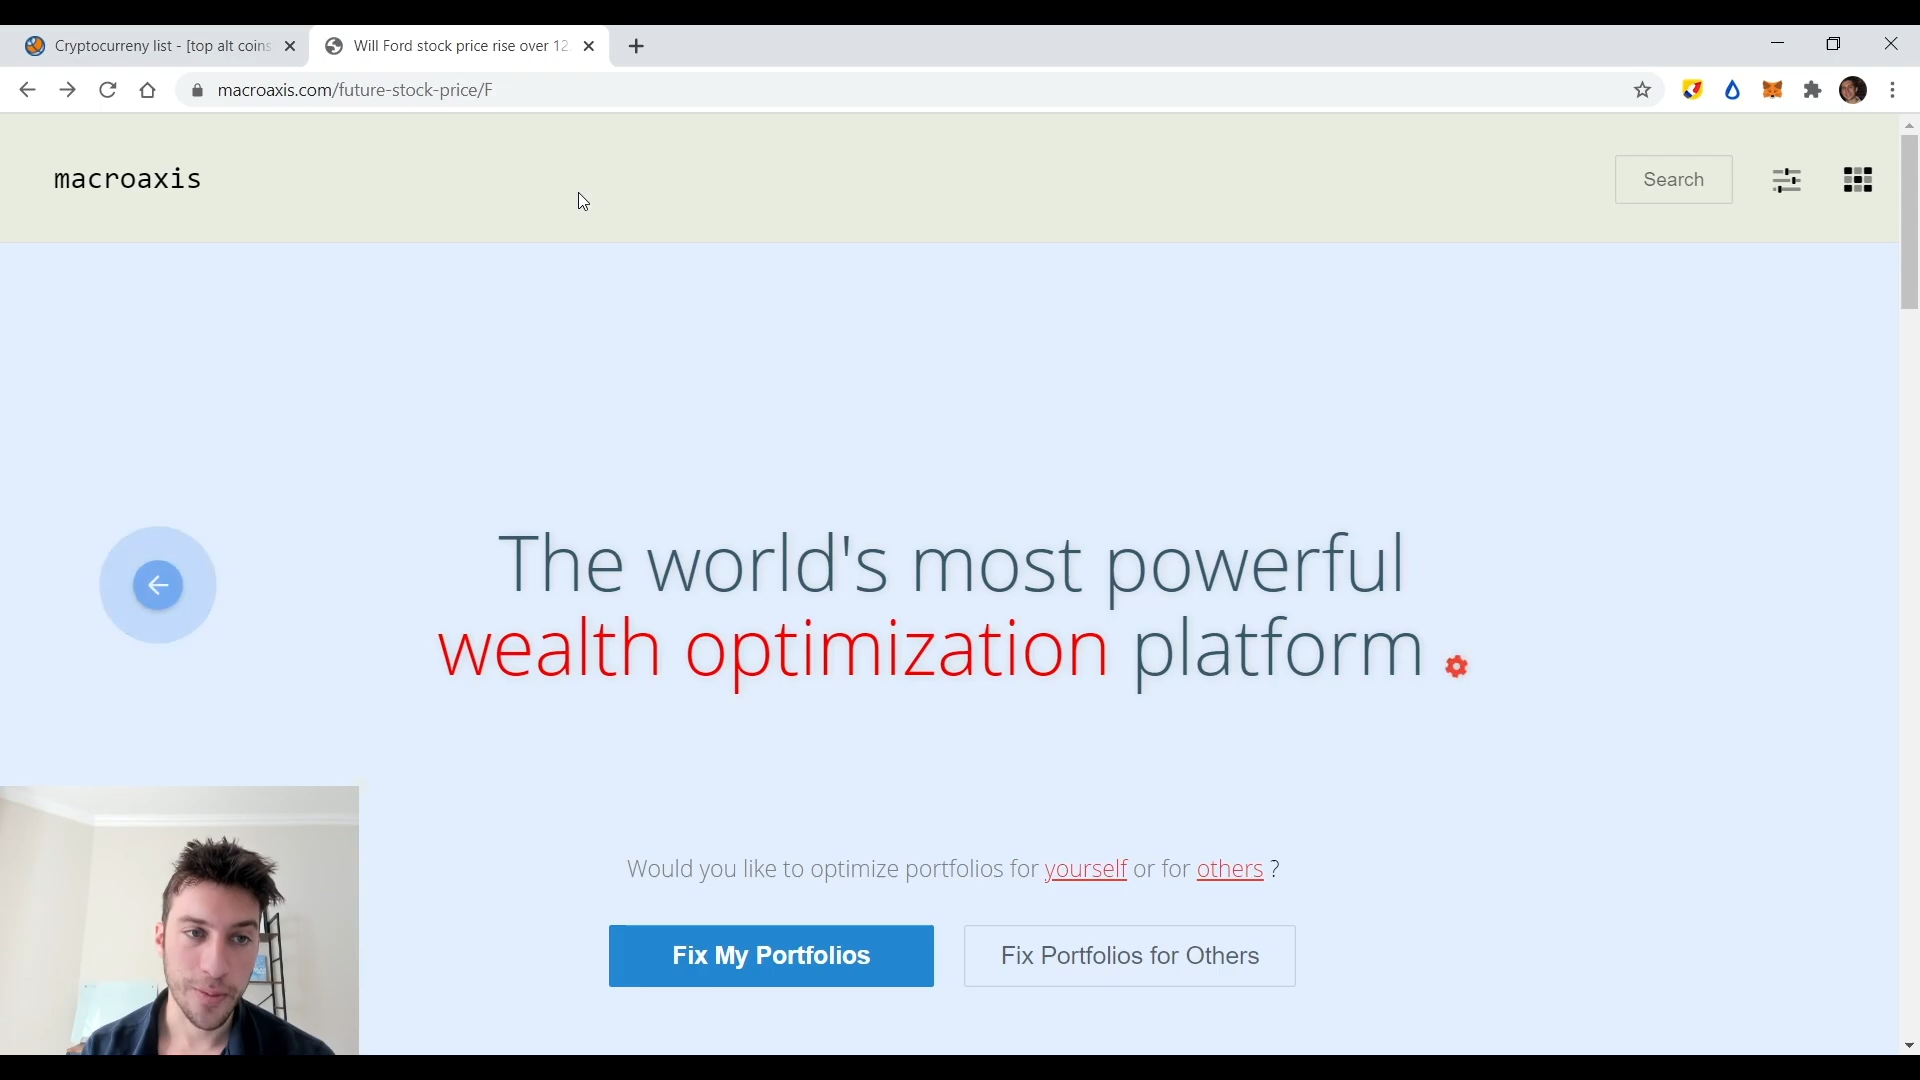 Cryptocurreny list - [top alt coins
Will Ford stock price rise over 12.
macroaxis.com/future-stock-price/F
macroaxis
Search
The world's most powerful
wealth optimization platform
Would you like to optimize portfolios for yourself or for others ?
Fix My Portfolios
Fix Portfolios for Others